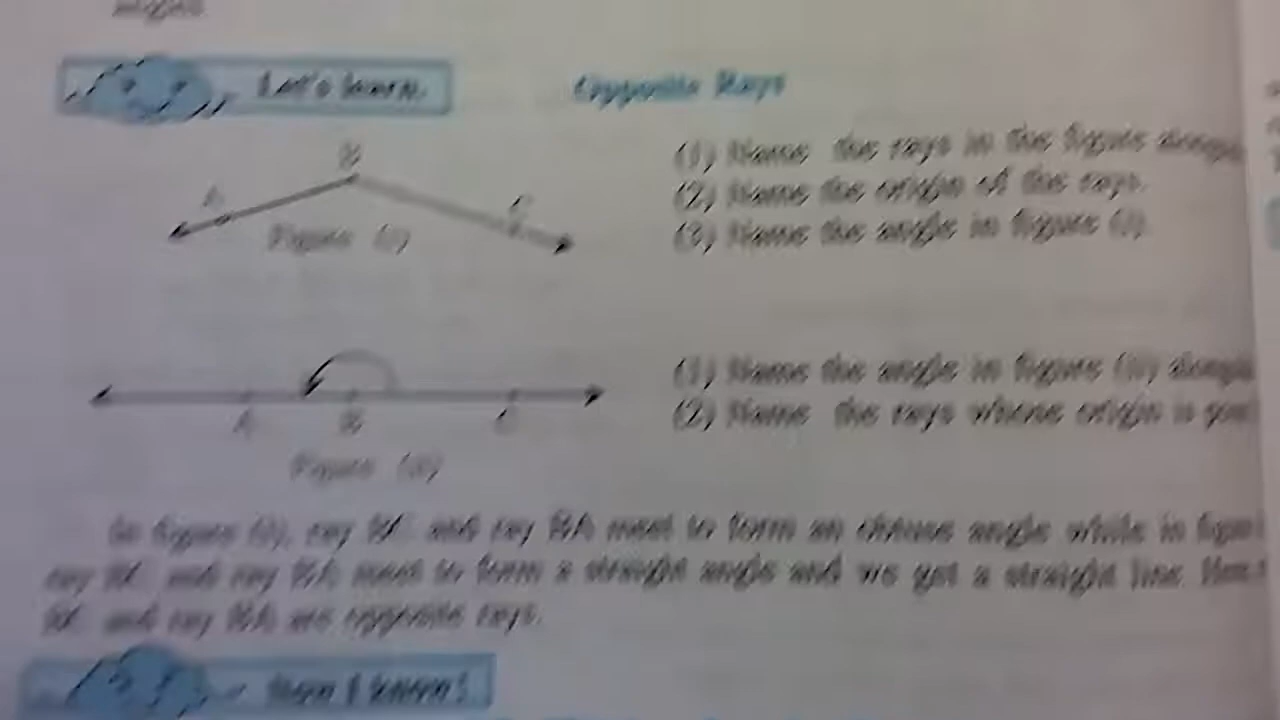 angles
Let's learn.
Opposite Rays
B
(1) Name the rays in the figure
A
C
(2) Name the origin of the rays.
Figure (i)
(3) Name the angle in figure (i).
(1) Name the angle in figure (ii)
A B C
(2) Name the rays whose origin is
Figure (ii)
In figure (i), ray BC and ray BA meet to form an obtuse angle while in
ray BC and ray BA meet to form a straight angle and we get a straight line.
BC and ray BA are opposite rays.